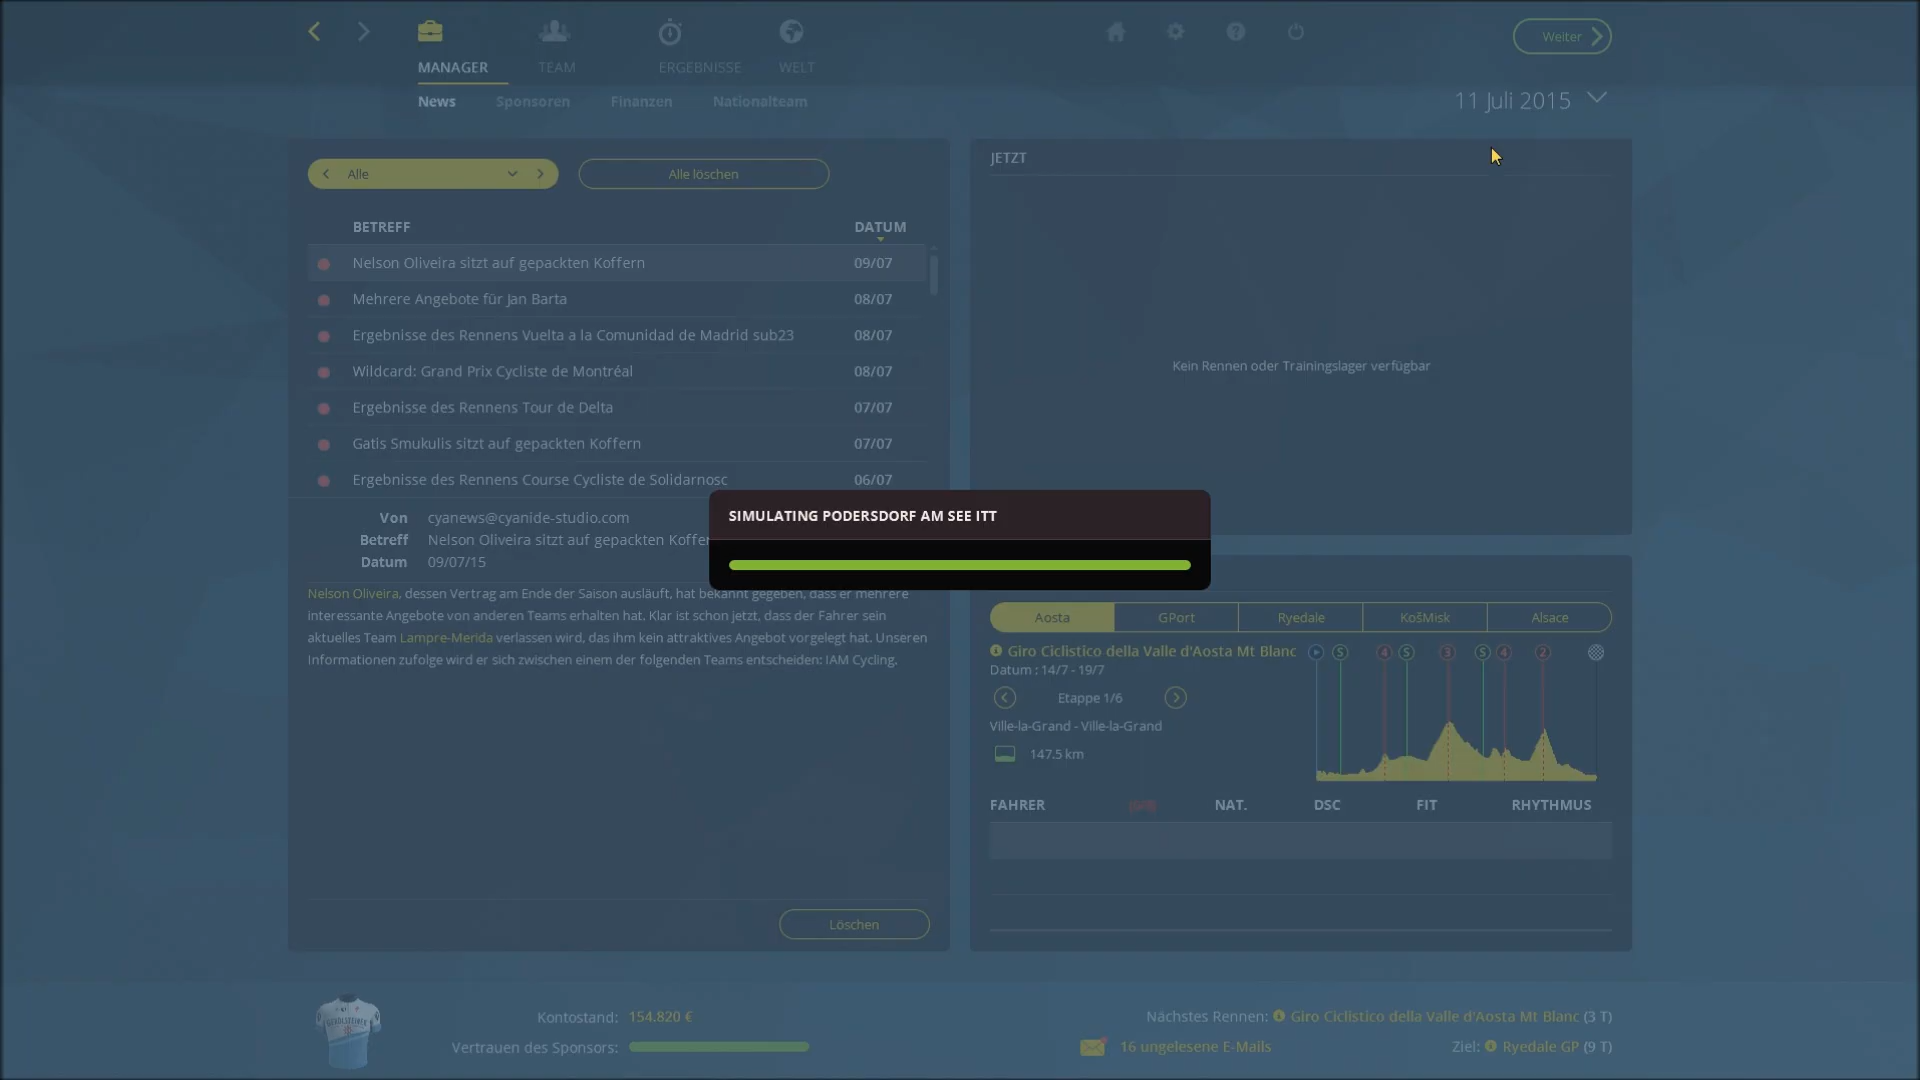 MANAGER
TEAM
ERGEBNISSE
WELT
Weiter
News
Sponsoren
Finanzen
Nationalteam
11 Juli 2015
Alle
Alle löschen
BETREFF
DATUM
Nelson Oliveira sitzt auf gepackten Koffern
09/07
Mehrere Angebote für Jan Barta
08/07
Ergebnisse des Rennens Vuelta a la Comunidad de Madrid sub23
08/07
Wildcard: Grand Prix Cycliste de Montréal
08/07
Ergebnisse des Rennens Tour de Delta
07/07
Gatis Smukulis sitzt auf gepackten Koffern
07/07
Ergebnisse des Rennens Course Cycliste de Solidarnosc
06/07
Von cyanews@cyanide-studio.com
Betreff Nelson Oliveira sitzt auf gepackten Koffer
Datum 09/07/15
Nelson Oliveira, dessen Vertrag am Ende der Saison ausläuft, hat bekannt gegeben, dass er mehrere
interessante Angebote von anderen Teams erhalten hat. Klar ist schon jetzt, dass der Fahrer sein
aktuelles Team Lampre-Merida verlassen wird, das ihm kein attraktives Angebot vorgelegt hat. Unseren
Informationen zufolge wird er sich zwischen einem der folgenden Teams entscheiden: IAM Cycling.
Löschen
JETZT
Kein Rennen oder Trainingslager verfügbar
SIMULATING PODERSDORF AM SEE ITT
Aosta
GPort
Ryedale
KošMisk
Alsace
Giro Ciclistico della Valle d'Aosta Mt Blanc
Datum : 14/7 - 19/7
Etappe 1/6
Ville-la-Grand - Ville-la-Grand
147.5 km
S 4 S 3 S 4 2
FAHRER
NAT.
DSC
FIT
RHYTHMUS
Kontostand: 154.820 €
Vertrauen des Sponsors:
Nächstes Rennen: Giro Ciclistico della Valle d'Aosta Mt Blanc (3 T)
16 ungelesene E-Mails
Ziel: Ryedale GP (9 T)